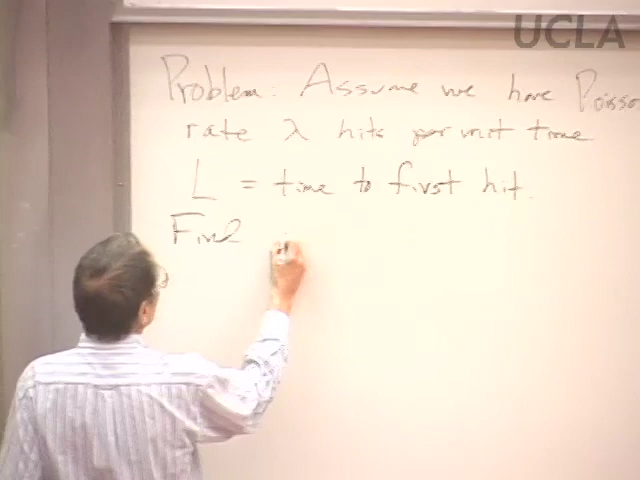 UCLA
Problem: Assume we have Poisso
rate λ hits per unit time
L = time to first hit.
Find